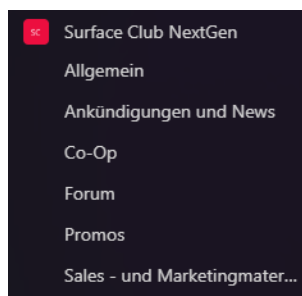 SC Surface Club NextGen
Allgemein
Ankündigungen und News
Co-Op
Forum
Promos
Sales - und Marketingmater...